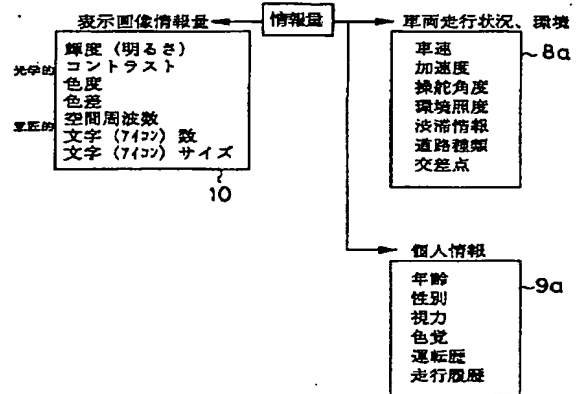 表示画像情報量
情報量
車両走行状況、環境
輝度（明るさ）
光学的
コントラスト
色度
色差
空間周波数
意匠的
文字（アイコン）数
文字（アイコン）サイズ
10
車速
加速度
操舵角度
環境照度
渋滞情報
道路種類
交差点
8a
個人情報
年齢
性別
視力
色覚
運転歴
走行履歴
9a